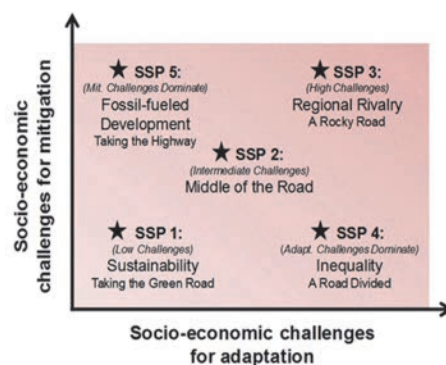 Socio-economic
challenges for mitigation
SSP 5:
(Mit. Challenges Dominate)
Fossil-fueled
Development
Taking the Highway
SSP 3:
(High Challenges)
Regional Rivalry
A Rocky Road
SSP 2:
(Intermediate Challenges)
Middle of the Road
SSP 1:
(Low Challenges)
Sustainability
Taking the Green Road
SSP 4:
(Adapt. Challenges Dominate)
Inequality
A Road Divided
Socio-economic challenges
for adaptation